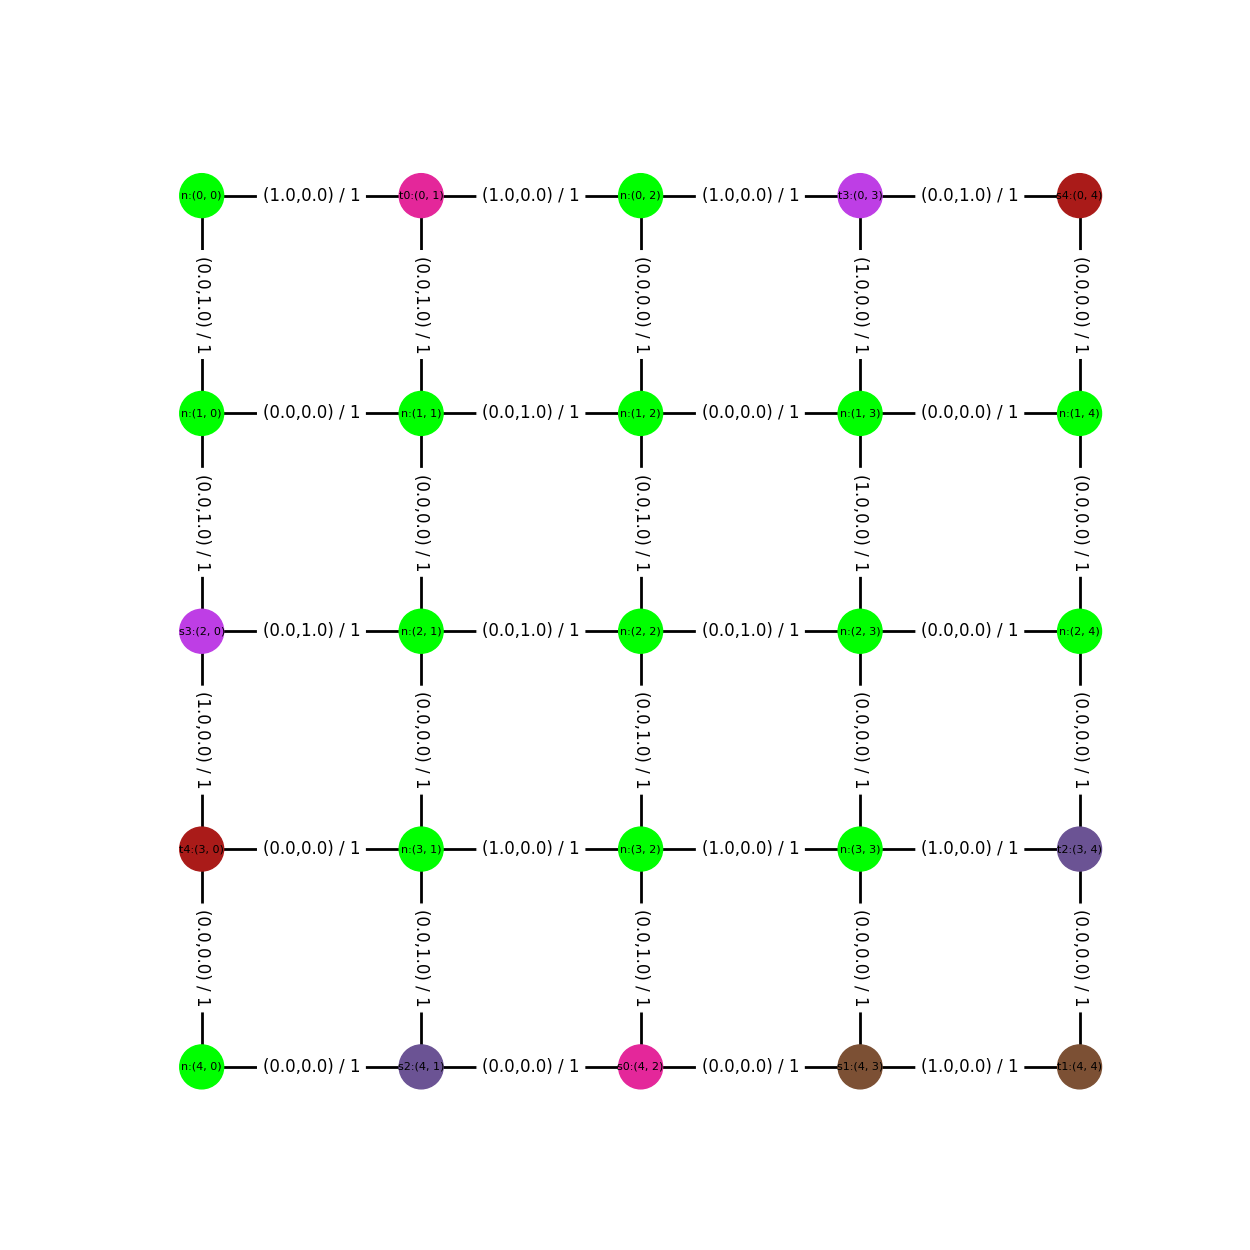 n:(0, 0) (1.0,0.0) / 1 t0:(0, 1) (1.0,0.0) / 1 n:(0, 2) (1.0,0.0) / 1 t3:(0, 3) (0.0,1.0) / 1 s4:(0, 4)
(0.0,1.0) / 1 (0.0,1.0) / 1 (0.0,0.0) / 1 (1.0,0.0) / 1 (0.0,0.0) / 1
n:(1, 0) (0.0,0.0) / 1 n:(1, 1) (0.0,1.0) / 1 n:(1, 2) (0.0,0.0) / 1 n:(1, 3) (0.0,0.0) / 1 n:(1, 4)
(0.0,1.0) / 1 (0.0,0.0) / 1 (0.0,1.0) / 1 (1.0,0.0) / 1 (0.0,0.0) / 1
s3:(2, 0) (0.0,1.0) / 1 n:(2, 1) (0.0,1.0) / 1 n:(2, 2) (0.0,1.0) / 1 n:(2, 3) (0.0,0.0) / 1 n:(2, 4)
(1.0,0.0) / 1 (0.0,0.0) / 1 (0.0,1.0) / 1 (0.0,0.0) / 1 (0.0,0.0) / 1
t4:(3, 0) (0.0,0.0) / 1 n:(3, 1) (1.0,0.0) / 1 n:(3, 2) (1.0,0.0) / 1 n:(3, 3) (1.0,0.0) / 1 t2:(3, 4)
(0.0,0.0) / 1 (0.0,1.0) / 1 (0.0,1.0) / 1 (0.0,0.0) / 1 (0.0,0.0) / 1
n:(4, 0) (0.0,0.0) / 1 s2:(4, 1) (0.0,0.0) / 1 s0:(4, 2) (0.0,0.0) / 1 s1:(4, 3) (1.0,0.0) / 1 t1:(4, 4)